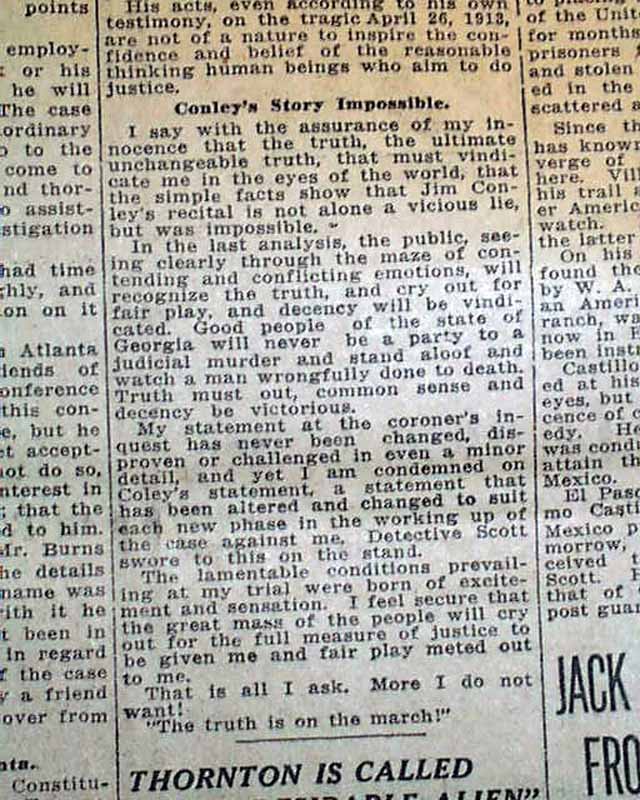 points
employ-
or his
he will
The case
ordinary
to the
come to
nd thor-
assist-
stigation
had time
ghly, and
on on it
Atlanta
iends of
onference
this con-
e, but he
et accept-
not do so,
nterest in
; that the
d to him.
Mr. Burns
he details
name was
ith it he
t been in
in regard
f the case
y a friend
over from
nta.
Constitu-
His acts, even according to his own
testimony, on the tragic April 26, 1913,
are not of a nature to inspire the con-
fidence and belief of the reasonable
thinking human beings who aim to do
justice.
Conley's Story Impossible.
I say with the assurance of my in-
nocence that the truth, the ultimate
unchangeable truth, that must vindi-
cate me in the eyes of the world, that
the simple facts show that Jim Con-
ley's recital is not alone a vicious lie,
but was impossible.
In the last analysis, the public, see-
ing clearly through the maze of con-
tending and conflicting emotions, will
recognize the truth, and cry out for
fair play, and decency will be vindi-
cated. Good people of the state of
Georgia will never be a party to a
judicial murder and stand aloof and
watch a man wrongfully done to death.
Truth must out, common sense and
decency be victorious.
My statement at the coroner's in-
quest has never been changed, dis-
proven or challenged in even a minor
detail, and yet I am condemned on
Coley's statement, a statement that
has been altered and changed to suit
each new phase in the working up of
the case against me. Detective Scott
swore to this on the stand.
The lamentable conditions prevail-
ing at my trial were born of excite-
ment and sensation. I feel secure that
the great mass of the people will cry
out for the full measure of justice to
be given me and fair play meted out
to me.
That is all I ask. More I do not
want!
"The truth is on the march!"
THORNTON IS CALLED
ALIEN"
of the Unit
for months
prisoners
and stolen
ed in the
scattered a
Since th
has known
verge of
here. Vill
his trail
er Americ
watch.
the latter
On his
found the
by W. A.
an Amer
ranch, wa
now in E
been insti
Castillo
ed at his
eyes, but
cence of
edy. He
was cond
attain th
Mexico.
El Paso
mo Casti
Mexico p
morrow,
ceived t
Scott.
that of
post gua
JACK
FRO